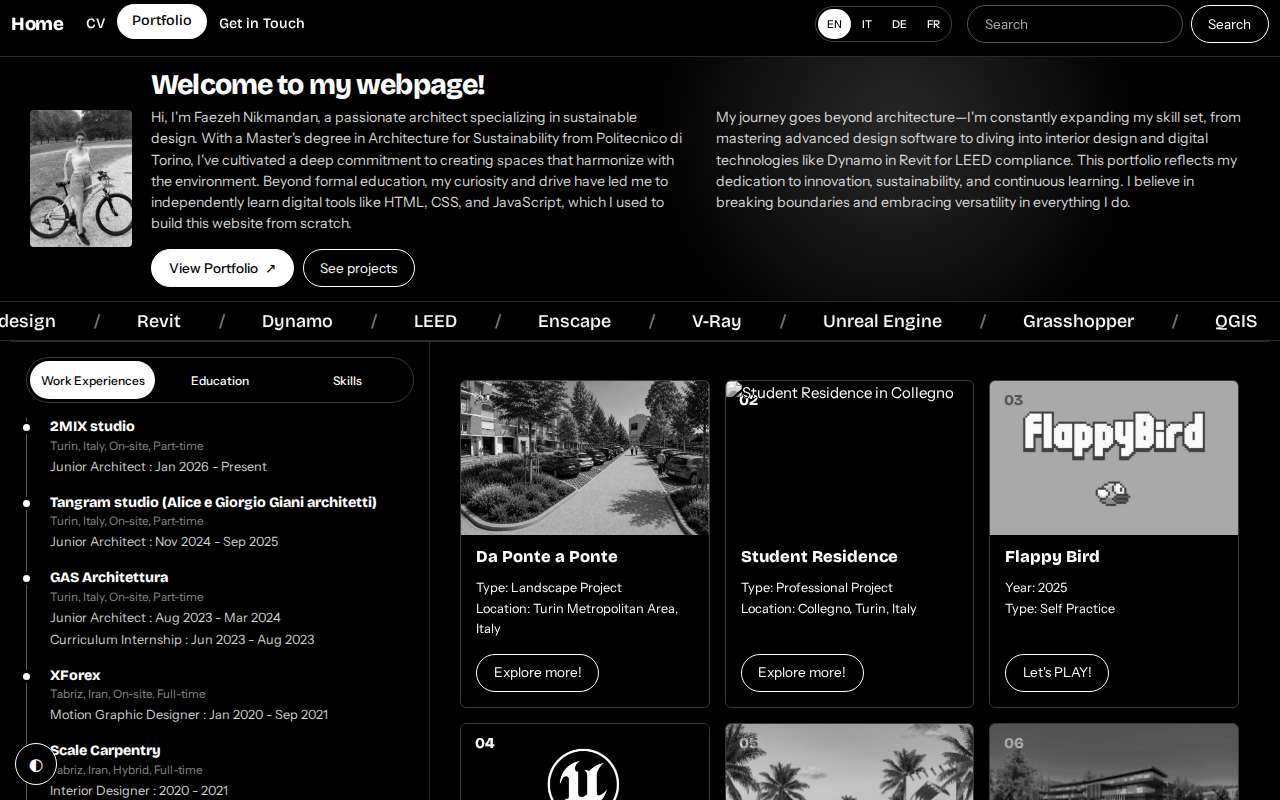 Home
CV
Portfolio
Get in Touch
EN
IT
DE
FR
Search
Search
Welcome to my webpage!
Hi, I'm Faezeh Nikmandan, a passionate architect specializing in sustainable
design. With a Master's degree in Architecture for Sustainability from Politecnico di
Torino, I've cultivated a deep commitment to creating spaces that harmonize with
the environment. Beyond formal education, my curiosity and drive have led me to
independently learn digital tools like HTML, CSS, and JavaScript, which I used to
build this website from scratch.
My journey goes beyond architecture—I'm constantly expanding my skill set, from
mastering advanced design software to diving into interior design and digital
technologies like Dynamo in Revit for LEED compliance. This portfolio reflects my
dedication to innovation, sustainability, and continuous learning. I believe in
breaking boundaries and embracing versatility in everything I do.
View Portfolio ↗
See projects
design / Revit / Dynamo / LEED / Enscape / V-Ray / Unreal Engine / Grasshopper / QGIS
Work Experiences
Education
Skills
2MIX studio
Turin, Italy, On-site, Part-time
Junior Architect : Jan 2026 - Present
Tangram studio (Alice e Giorgio Giani architetti)
Turin, Italy, On-site, Part-time
Junior Architect : Nov 2024 - Sep 2025
GAS Architettura
Turin, Italy, On-site, Full-time
Junior Architect : Aug 2023 - Mar 2024
Curriculum Internship : Jun 2023 - Aug 2023
XForex
Tabriz, Iran, On-site, Full-time
Motion Graphic Designer : Jan 2020 - Sep 2021
Scale Carpentry
Tabriz, Iran, Hybrid, Full-time
Interior Designer : 2020 - 2021
Da Ponte a Ponte
Type: Landscape Project
Location: Turin Metropolitan Area,
Italy
Explore more!
Student Residence in Collegno
02
Student Residence
Type: Professional Project
Location: Collegno, Turin, Italy
Explore more!
03
FlappyBird
Flappy Bird
Year: 2025
Type: Self Practice
Let's PLAY!
04
05
06